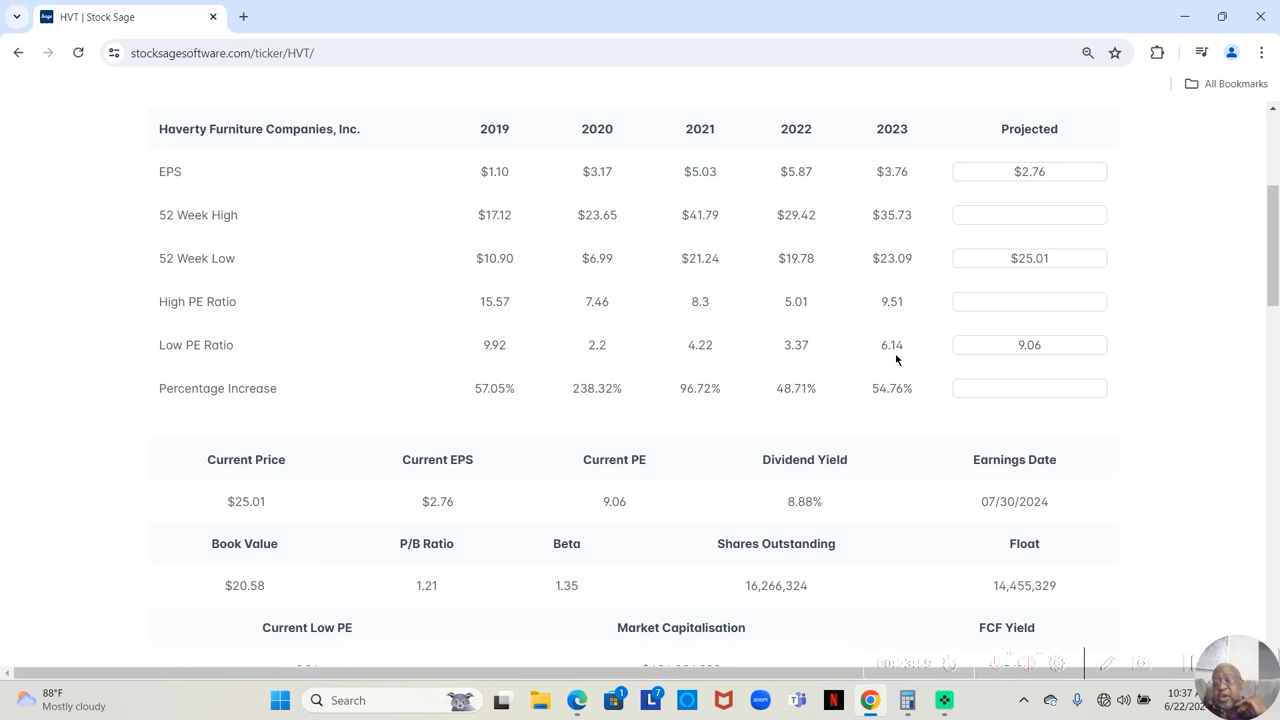 HVT | Stock Sage
stocksagesoftware.com/ticker/HVT/
All Bookmarks
Haverty Furniture Companies, Inc. 2019 2020 2021 2022 2023 Projected
EPS $1.10 $3.17 $5.03 $5.87 $3.76 $2.76
52 Week High $17.12 $23.65 $41.79 $29.42 $35.73
52 Week Low $10.90 $6.99 $21.24 $19.78 $23.09 $25.01
High PE Ratio 15.57 7.46 8.3 5.01 9.51
Low PE Ratio 9.92 2.2 4.22 3.37 6.14 9.06
Percentage Increase 57.05% 238.32% 96.72% 48.71% 54.76%
Current Price Current EPS Current PE Dividend Yield Earnings Date
$25.01 $2.76 9.06 8.88% 07/30/2024
Book Value P/B Ratio Beta Shares Outstanding Float
$20.58 1.21 1.35 16,266,324 14,455,329
Current Low PE Market Capitalisation FCF Yield
88°F
Mostly cloudy
Search
10:37